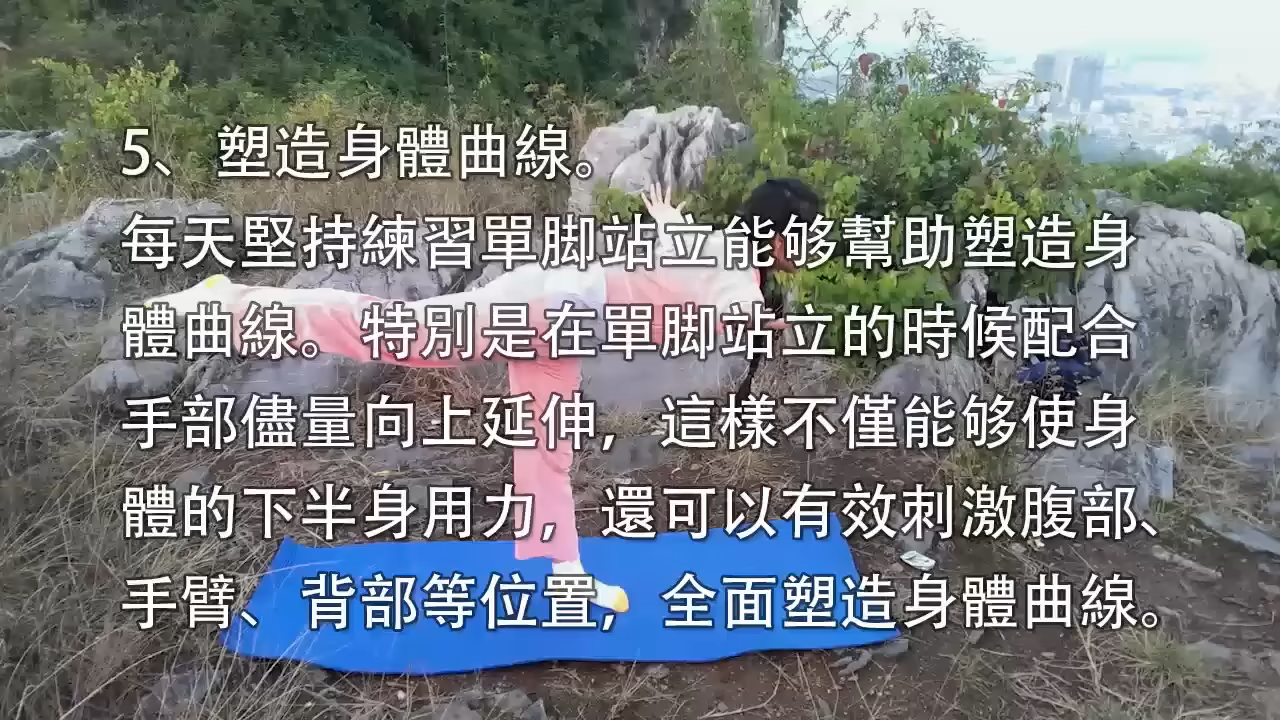 5、塑造身體曲線。
每天堅持練習單脚站立能够幫助塑造身
體曲線。特別是在單脚站立的時候配合
手部儘量向上延伸，這樣不僅能够使身
體的下半身用力，還可以有效刺激腹部、
手臂、背部等位置，全面塑造身體曲線。